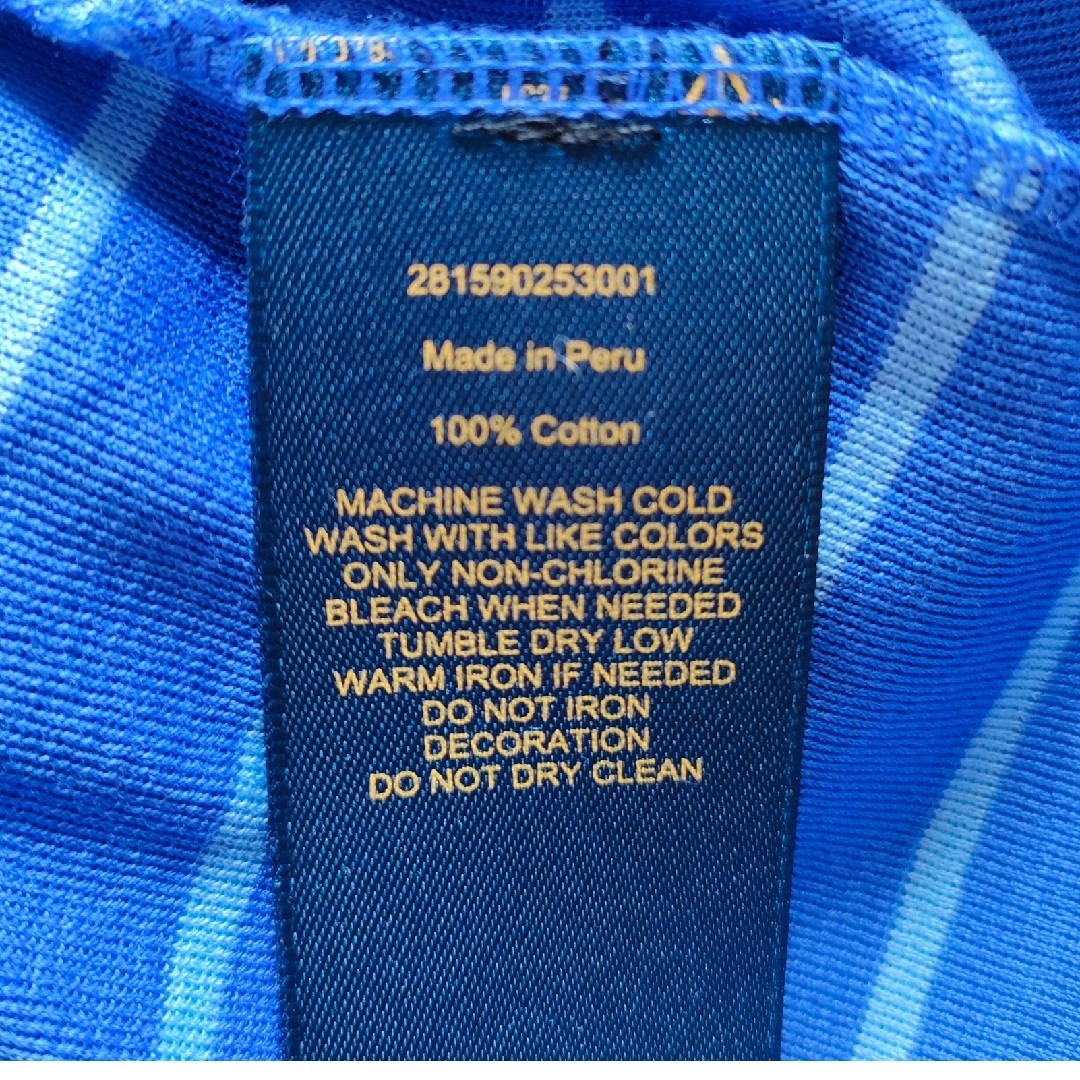 281590253001
Made in Peru
100% Cotton
MACHINE WASH COLD
WASH WITH LIKE COLORS
ONLY NON-CHLORINE
BLEACH WHEN NEEDED
TUMBLE DRY LOW
WARM IRON IF NEEDED
DO NOT IRON
DECORATION
DO NOT DRY CLEAN